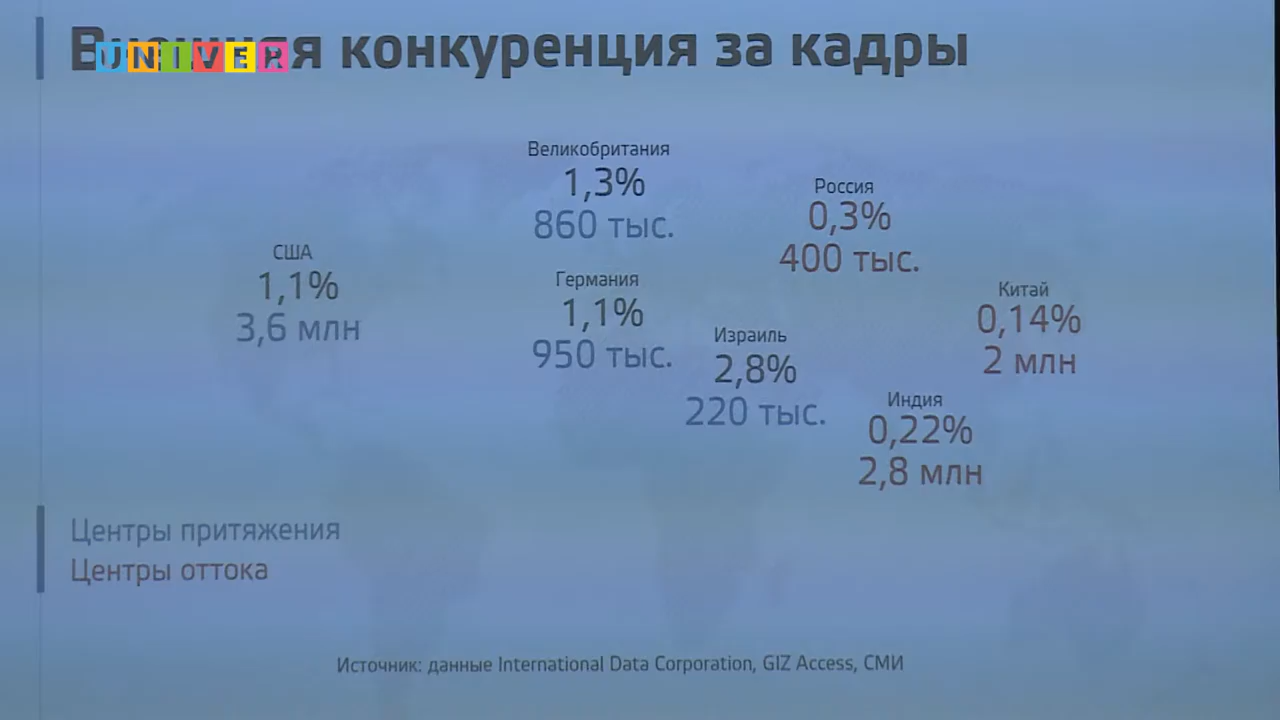 Внешняя конкуренция за кадры
UNIVER
Великобритания
1,3%
860 тыс.
Россия
0,3%
400 тыс.
США
1,1%
3,6 млн
Германия
1,1%
950 тыс.
Китай
0,14%
2 млн
Израиль
2,8%
220 тыс.
Индия
0,22%
2,8 млн
Центры притяжения
Центры оттока
Источник: данные International Data Corporation, GIZ Access, СМИ